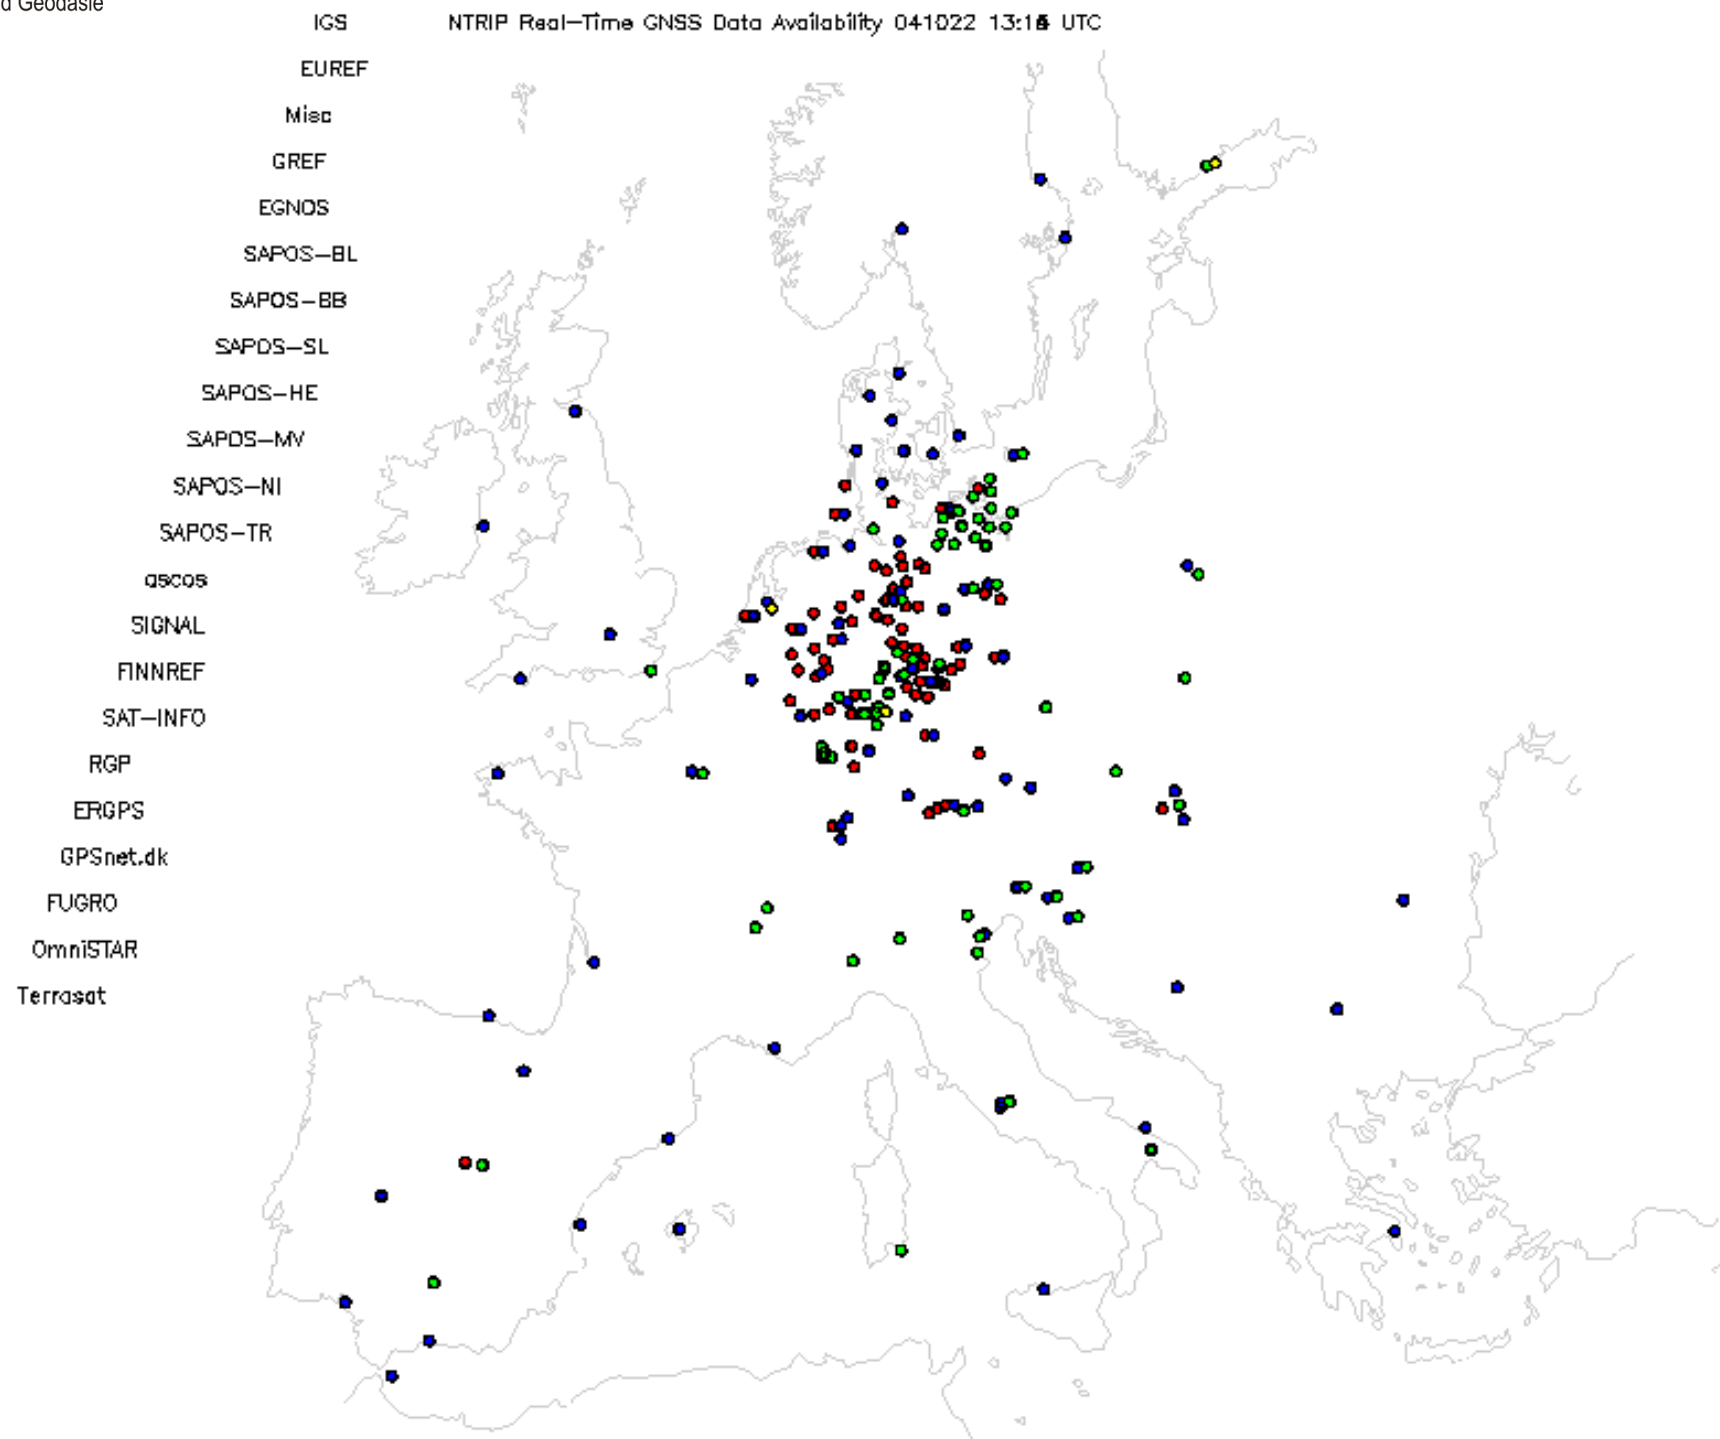 d Geodäsie
IGS NTRIP Real-Time GNSS Data Availability 041022 UTC
EUREF
Misc
GREF
EGNOS
SAPOS-BL
SAPOS-BB
SAPOS-SL
SAPOS-HE
SAPOS-MV
SAPOS-NI
SAPOS-TR
ascos
SIGNAL
FINNREF
SAT-INFO
RGP
ERGPS
GPSnet.dk
FUGRO
OmniSTAR
Terrasat